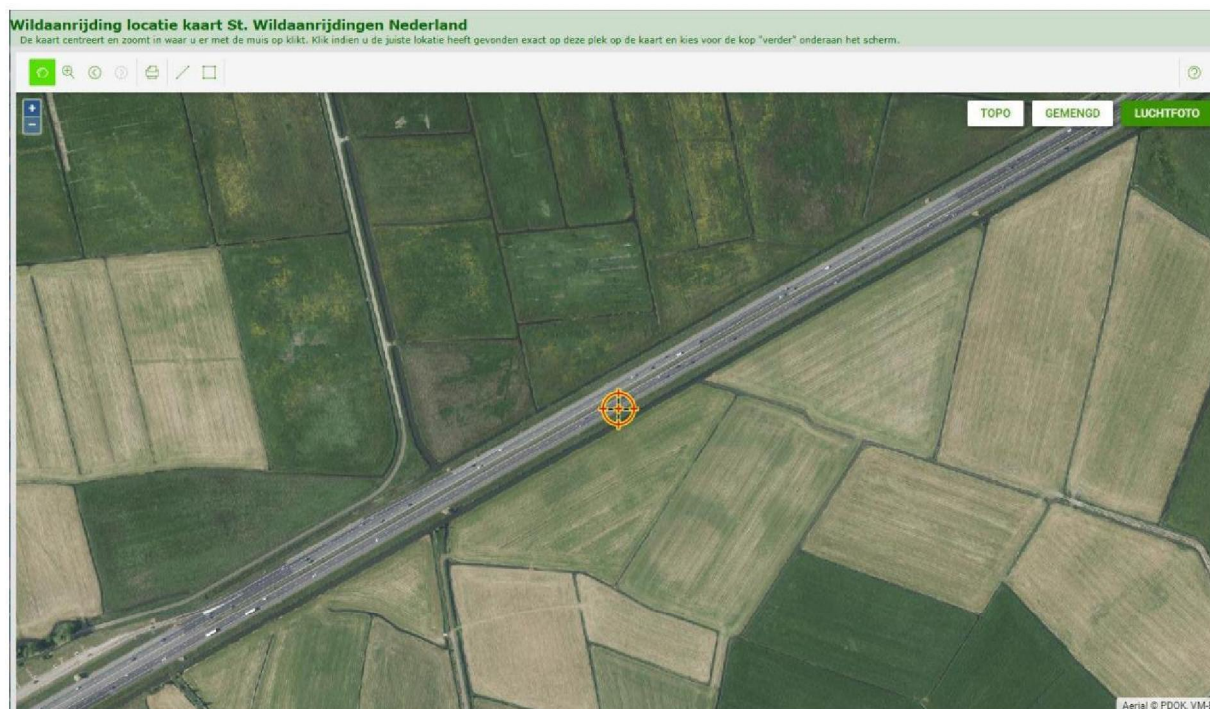 Wildaanrijding locatie kaart St. Wildaanrijdingen Nederland
De kaart centreert en zoomt in waar u er met de muis op klikt. Klik indien u de juiste lokatie heeft gevonden exact op deze plek op de kaart en kies voor de kop "verder" onderaan het scherm.
+
TOPO GEMENGD LUCHTFOTO
−
Aerial © PDOK, VM-